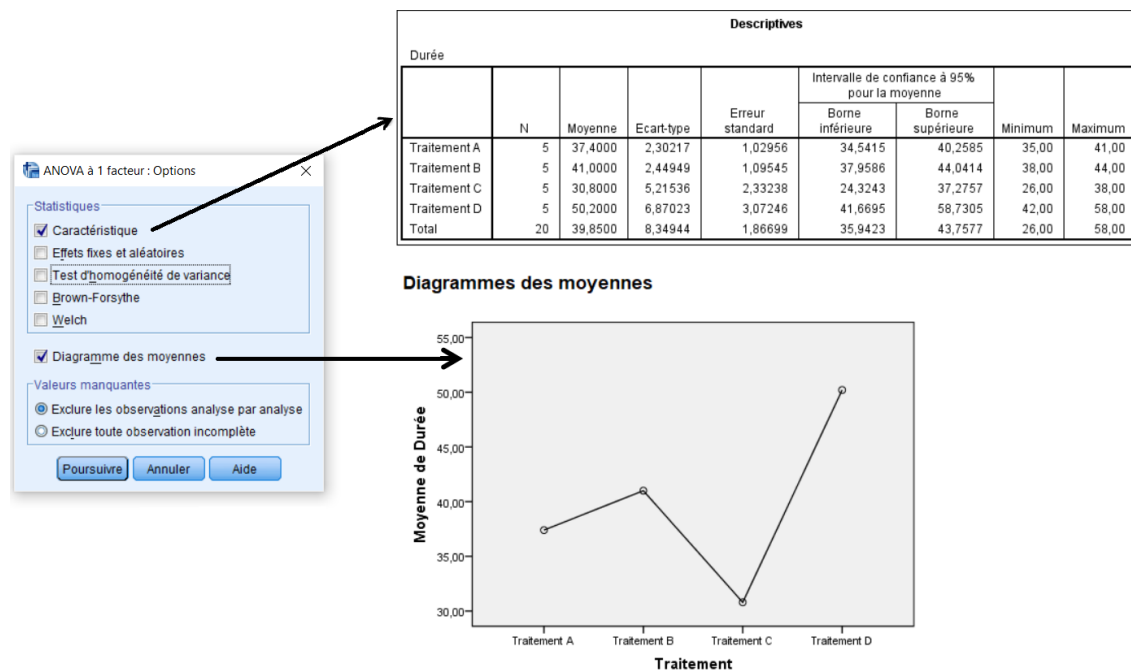 Descriptives
Durée
Intervalle de confiance à 95% pour la moyenne
N Moyenne Ecart-type Erreur standard Borne inférieure Borne supérieure Minimum Maximum
Traitement A 5 37,4000 2,30217 1,02956 34,5415 40,2585 35,00 41,00
Traitement B 5 41,0000 2,44949 1,09545 37,9586 44,0414 38,00 44,00
Traitement C 5 30,8000 5,21536 2,33238 24,3243 37,2757 26,00 38,00
Traitement D 5 50,2000 6,87023 3,07246 41,6695 58,7305 42,00 58,00
Total 20 39,8500 8,34944 1,86699 35,9423 43,7577 26,00 58,00
ANOVA à 1 facteur : Options
Statistiques
Caractéristique
Effets fixes et aléatoires
Test d'homogénéité de variance
Brown-Forsythe
Welch
Diagramme des moyennes
Valeurs manquantes
Exclure les observations analyse par analyse
Exclure toute observation incomplète
Poursuivre Annuler Aide
Diagrammes des moyennes
Moyenne de Durée
55,00
50,00
45,00
40,00
35,00
30,00
Traitement A Traitement B Traitement C Traitement D
Traitement